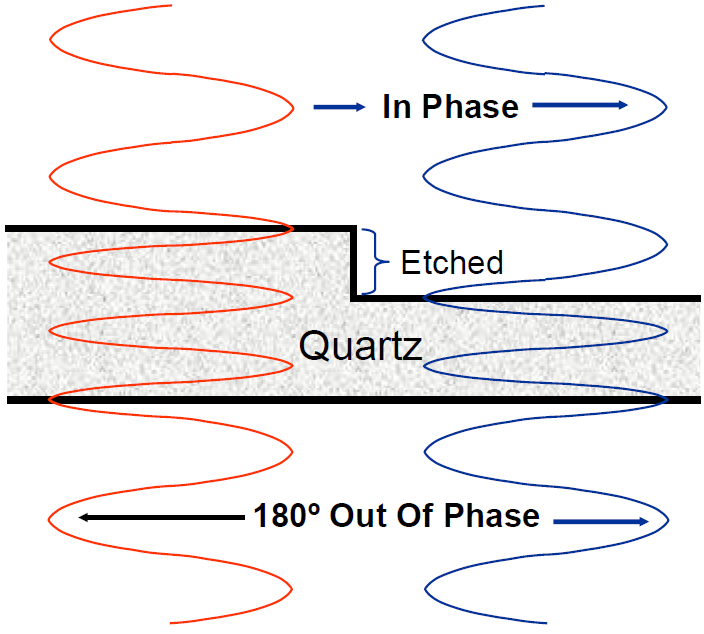 In Phase
Etched
Quartz
180º Out Of Phase